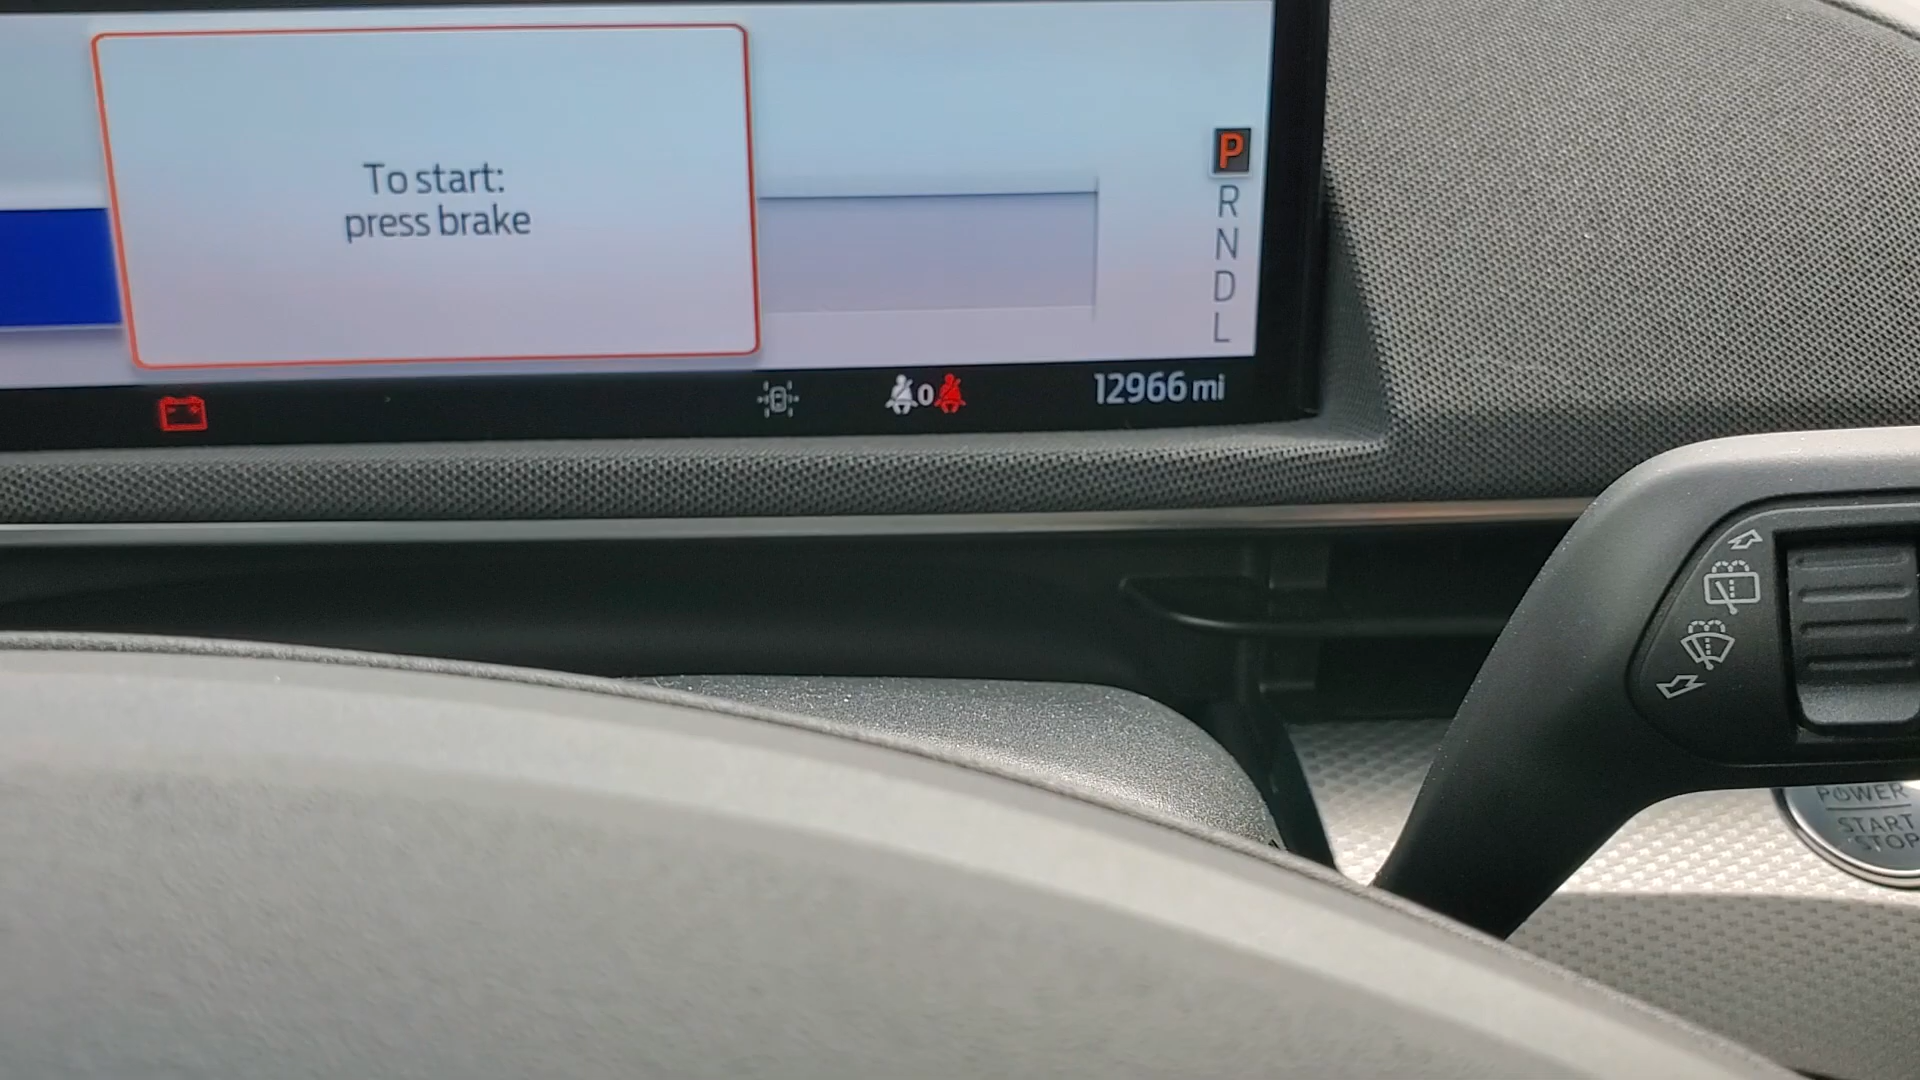 To start:
press brake
P
R
N
D
L
0
12966 mi
POWER
START
STOP